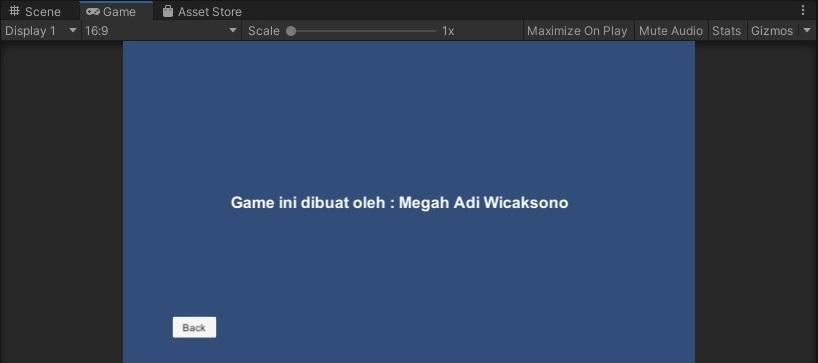 Scene Game Asset Store
Display 1 16:9 Scale 1x Maximize On Play Mute Audio Stats Gizmos
Game ini dibuat oleh : Megah Adi Wicaksono
Back